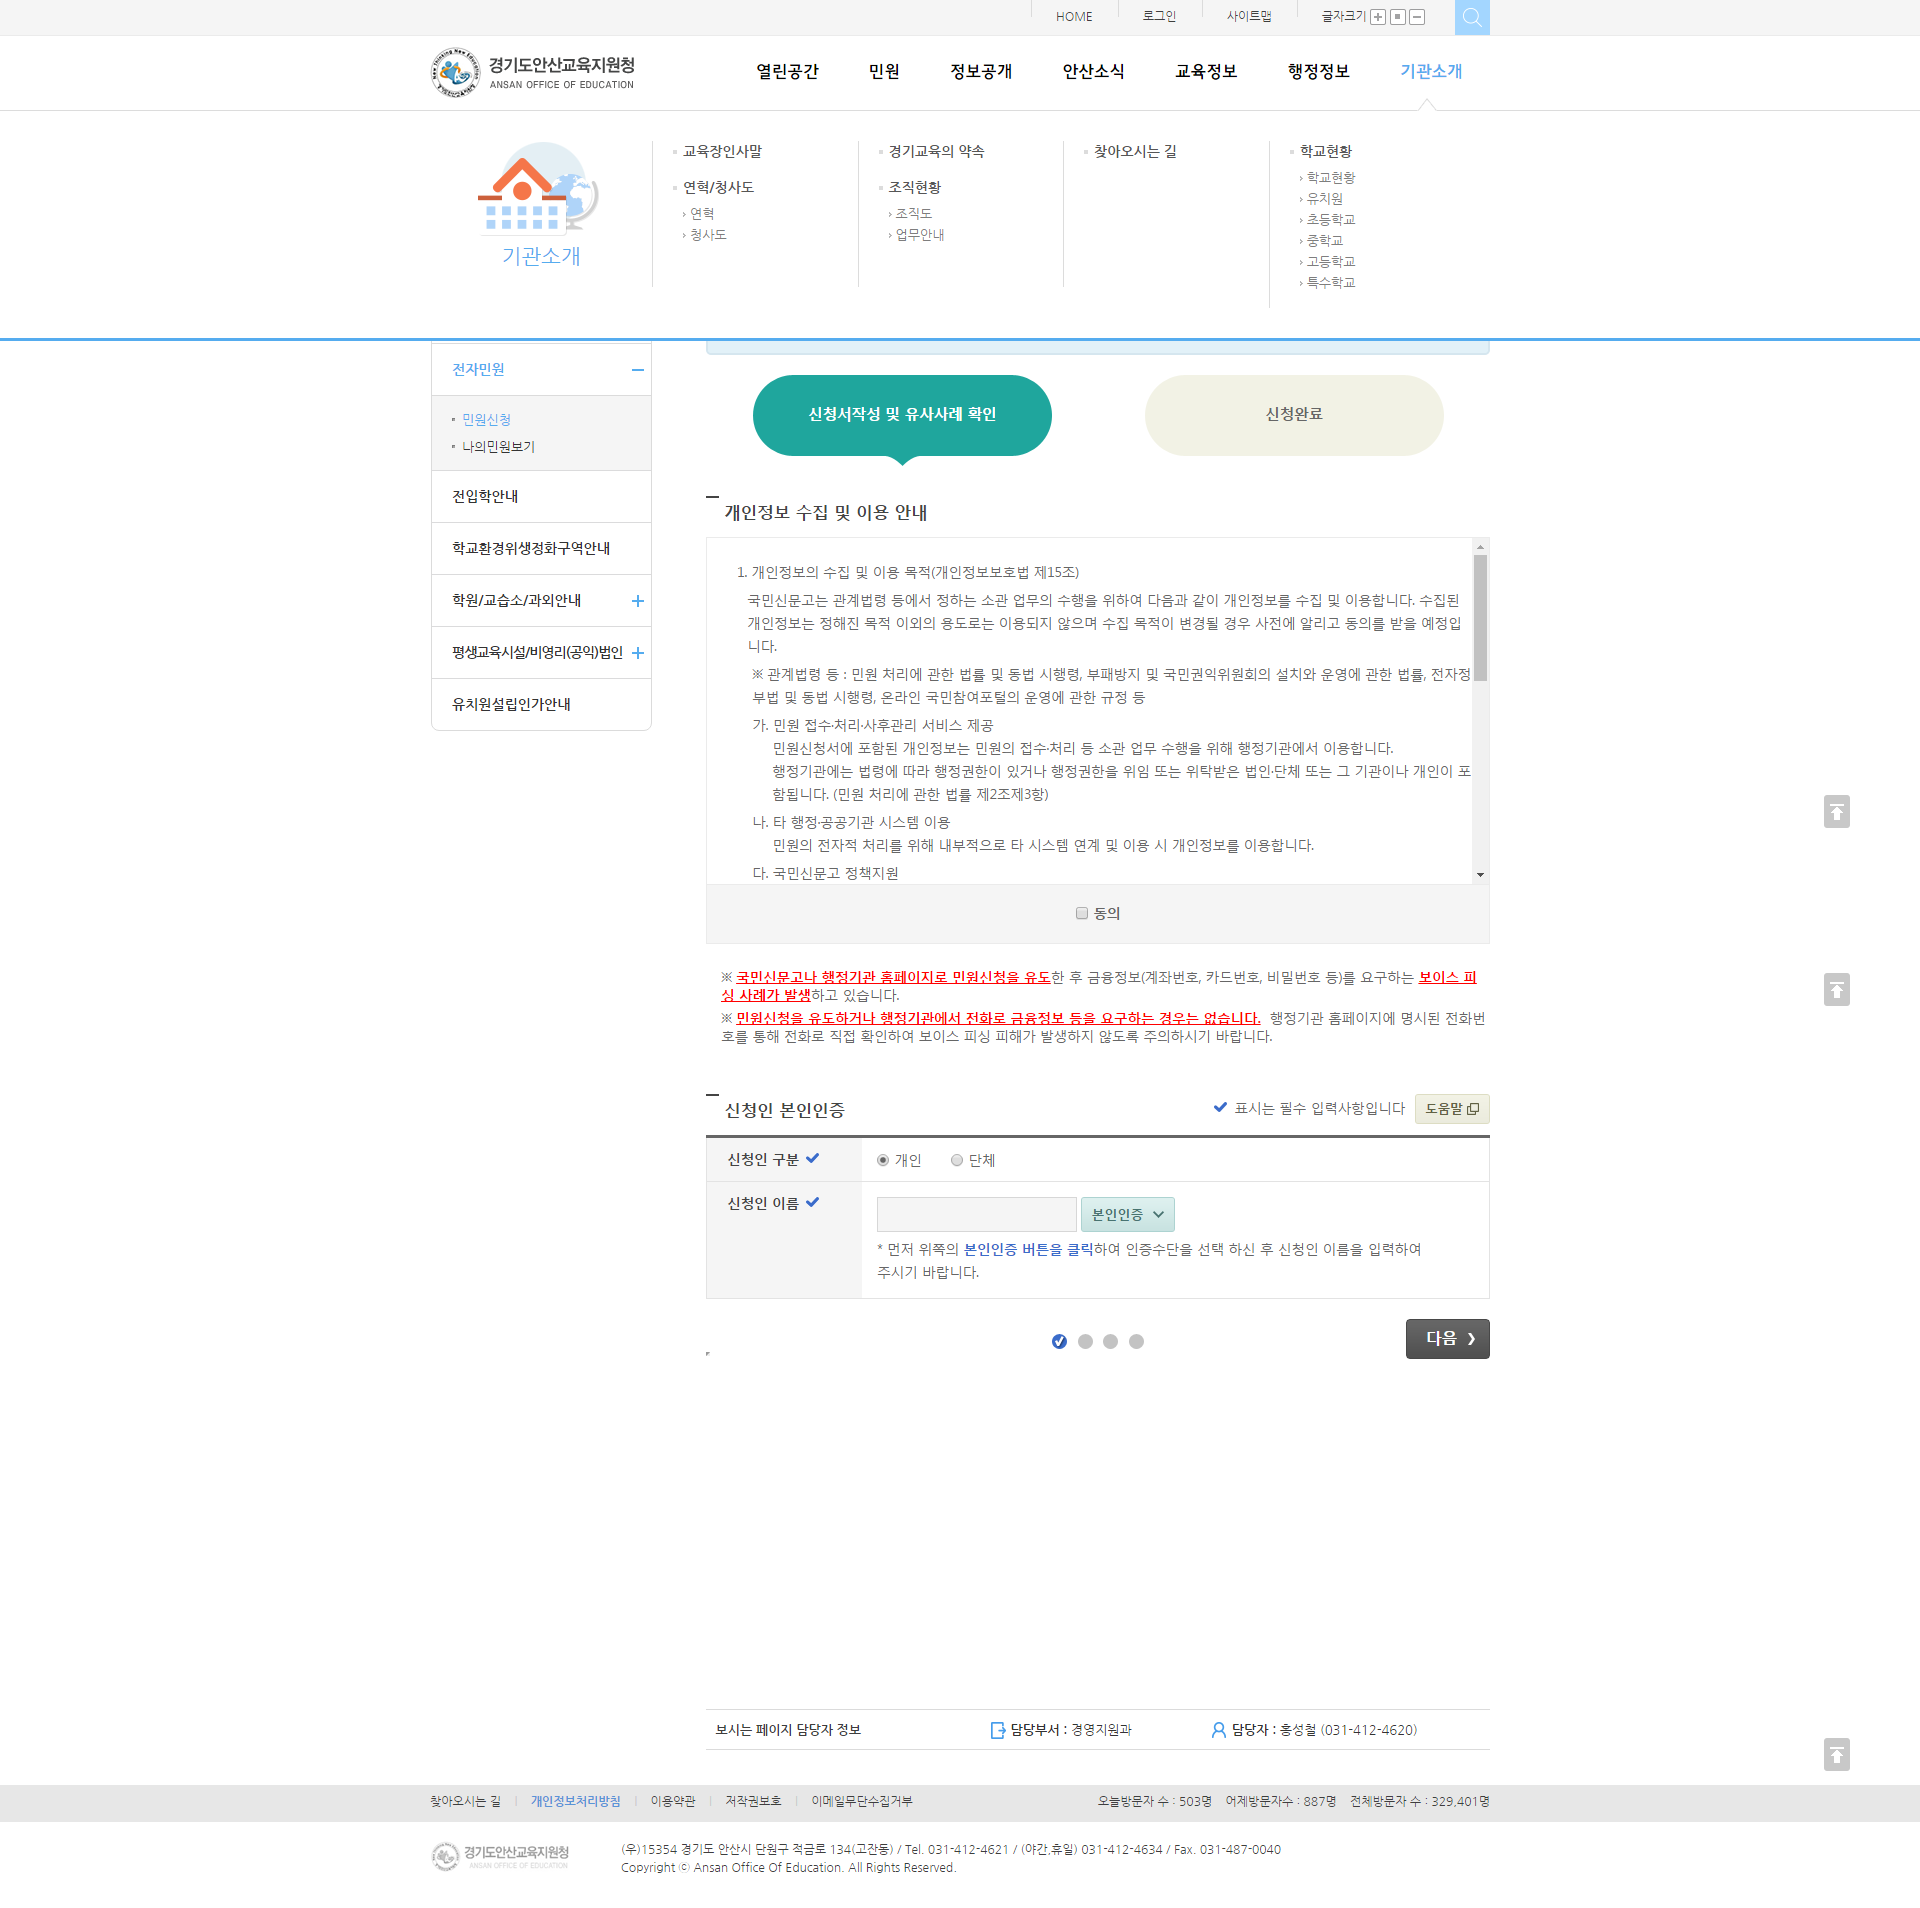 HOME
로그인
사이트맵
글자크기
경기도안산교육지원청
ANSAN OFFICE OF EDUCATION
열린공간
민원
정보공개
안산소식
교육정보
행정정보
기관소개
기관소개
교육장인사말
연혁/청사도
연혁
청사도
경기교육의 약속
조직현황
조직도
업무안내
찾아오시는 길
학교현황
학교현황
유치원
초등학교
중학교
고등학교
특수학교
전자민원
민원신청
나의민원보기
전입학안내
학교환경위생정화구역안내
학원/교습소/과외안내
평생교육시설/비영리(공익)법인
유치원설립인가안내
신청서작성 및 유사사례 확인
신청완료
개인정보 수집 및 이용 안내
1. 개인정보의 수집 및 이용 목적(개인정보보호법 제15조)
국민신문고는 관계법령 등에서 정하는 소관 업무의 수행을 위하여 다음과 같이 개인정보를 수집 및 이용합니다. 수집된
개인정보는 정해진 목적 이외의 용도로는 이용되지 않으며 수집 목적이 변경될 경우 사전에 알리고 동의를 받을 예정입
니다.
※ 관계법령 등 : 민원 처리에 관한 법률 및 동법 시행령, 부패방지 및 국민권익위원회의 설치와 운영에 관한 법률, 전자정
부법 및 동법 시행령, 온라인 국민참여포털의 운영에 관한 규정 등
가. 민원 접수·처리·사후관리 서비스 제공
민원신청서에 포함된 개인정보는 민원의 접수·처리 등 소관 업무 수행을 위해 행정기관에서 이용합니다.
행정기관에는 법령에 따라 행정권한이 있거나 행정권한을 위임 또는 위탁받은 법인·단체 또는 그 기관이나 개인이 포
함됩니다. (민원 처리에 관한 법률 제2조제3항)
나. 타 행정·공공기관 시스템 이용
민원의 전자적 처리를 위해 내부적으로 타 시스템 연계 및 이용 시 개인정보를 이용합니다.
다. 국민신문고 정책지원
동의
※ 국민신문고나 행정기관 홈페이지로 민원신청을 유도한 후 금융정보(계좌번호, 카드번호, 비밀번호 등)를 요구하는 보이스 피
싱 사례가 발생하고 있습니다.
※ 민원신청을 유도하거나 행정기관에서 전화로 금융정보 등을 요구하는 경우는 없습니다. 행정기관 홈페이지에 명시된 전화번
호를 통해 전화로 직접 확인하여 보이스 피싱 피해가 발생하지 않도록 주의하시기 바랍니다.
신청인 본인인증
표시는 필수 입력사항입니다
도움말
신청인 구분
개인
단체
신청인 이름
본인인증
* 먼저 위쪽의 본인인증 버튼을 클릭하여 인증수단을 선택 하신 후 신청인 이름을 입력하여
주시기 바랍니다.
다음
보시는 페이지 담당자 정보
담당부서 : 경영지원과
담당자 : 홍성철 (031-412-4620)
찾아오시는 길
개인정보처리방침
이용약관
저작권보호
이메일무단수집거부
오늘방문자 수 : 503명
어제방문자수 : 887명
전체방문자 수 : 329,401명
경기도안산교육지원청
ANSAN OFFICE OF EDUCATION
(우)15354 경기도 안산시 단원구 적금로 134(고잔동) / Tel. 031-412-4621 / (야간,휴일) 031-412-4634 / Fax. 031-487-0040
Copyright ⓒ Ansan Office Of Education. All Rights Reserved.